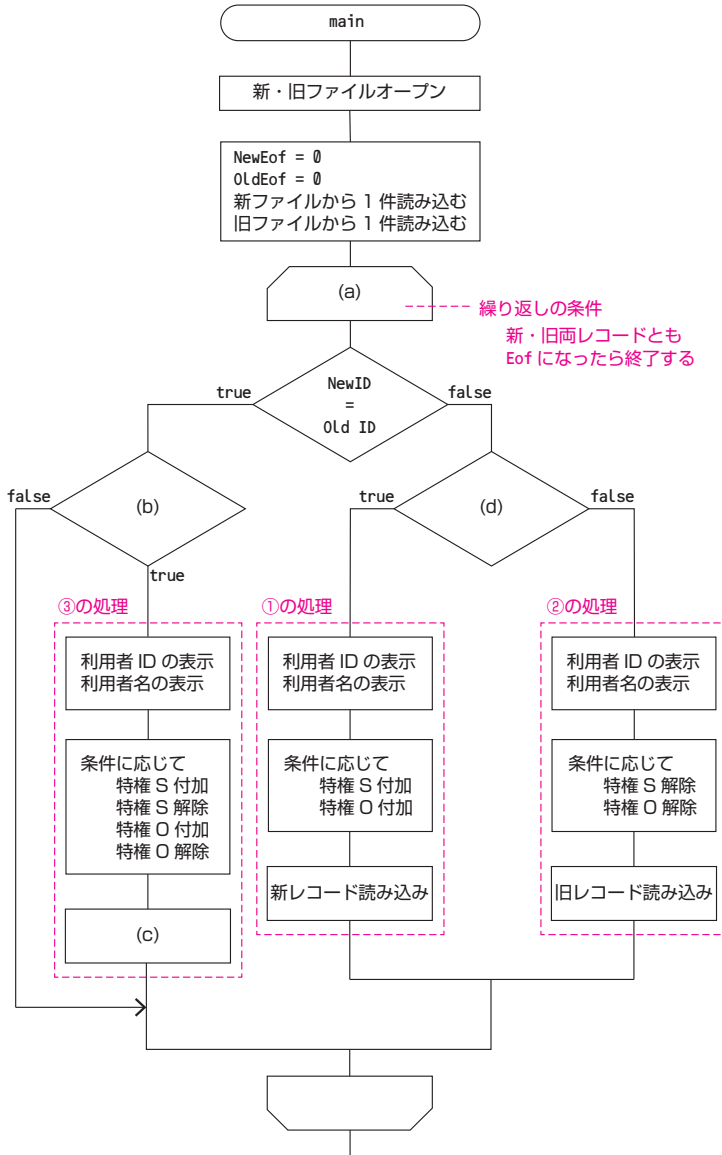 main
新・旧ファイルオープン
NewEof = 0
OldEof = 0
新ファイルから 1 件読み込む
旧ファイルから 1 件読み込む
(a)
繰り返しの条件
新・旧両レコードとも
Eof になったら終了する
NewID
=
Old ID
true
false
(b)
false
true
(d)
true
false
③の処理
利用者 ID の表示
利用者名の表示
条件に応じて
特権 S 付加
特権 S 解除
特権 O 付加
特権 O 解除
(c)
①の処理
利用者 ID の表示
利用者名の表示
条件に応じて
特権 S 付加
特権 O 付加
新レコード読み込み
②の処理
利用者 ID の表示
利用者名の表示
条件に応じて
特権 S 解除
特権 O 解除
旧レコード読み込み